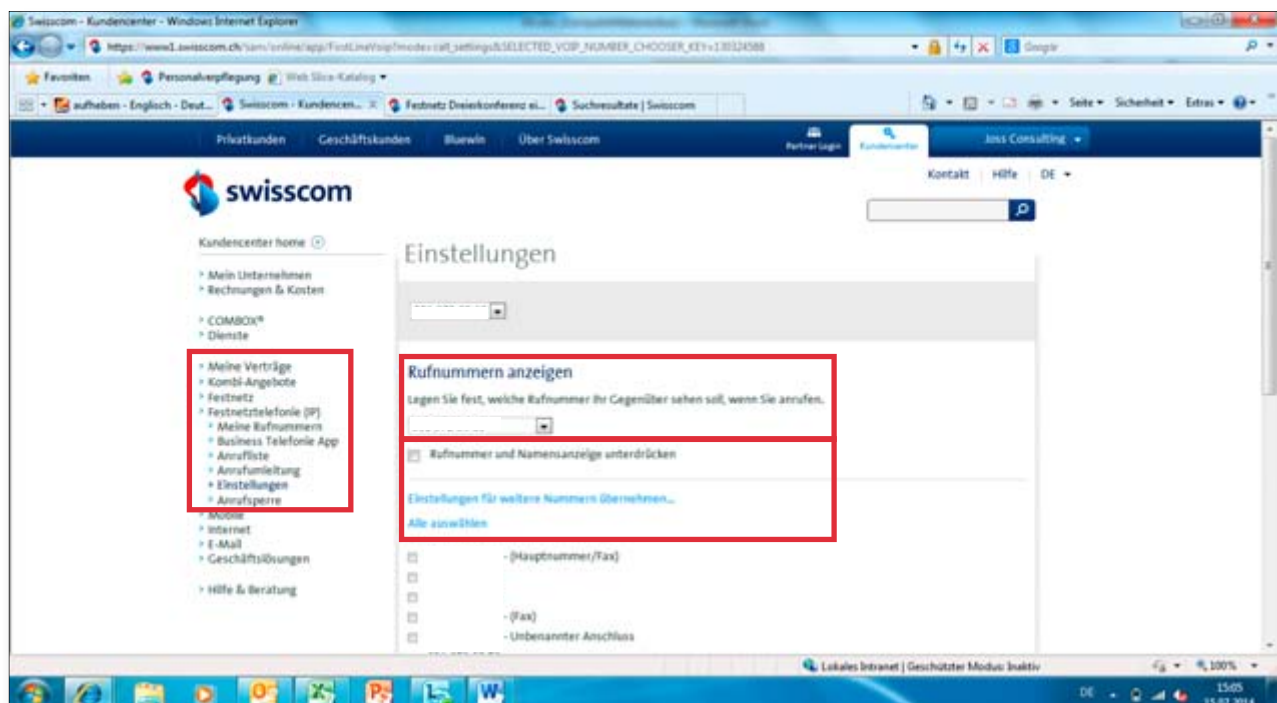 Swisscom - Kundencenter - Windows Internet Explorer
Google
Favoriten Personalverpflegung Web Slice-Katalog
aufheben - Englisch - Deut... Swisscom - Kundencen... Festnetz Dreierkonferenz ei... Suchresultate | Swisscom
Seite Sicherheit Extras
Privatkunden Geschäftskunden Bluewin Über Swisscom Partner Login Kundencenter Joss Consulting
Kontakt Hilfe DE
swisscom
Kundencenter home
Einstellungen
Mein Unternehmen
Rechnungen & Kosten
COMBOX®
Dienste
Meine Verträge
Kombi-Angebote
Festnetz
Festnetztelefonie (IP)
Meine Rufnummern
Business Telefonie App
Anrufliste
Anrufumleitung
Einstellungen
Anrufsperre
Mobile
Internet
E-Mail
Geschäftslösungen
Hilfe & Beratung
Rufnummern anzeigen
Legen Sie fest, welche Rufnummer Ihr Gegenüber sehen soll, wenn Sie anrufen.
Rufnummer und Namensanzeige unterdrücken
Einstellungen für weitere Nummern übernehmen...
Alle auswählen
- (Hauptnummer/Fax)
- (Fax)
- Unbenannter Anschluss
Lokales Intranet | Geschützter Modus: Inaktiv 100%
DE 15:05
15.07.2014